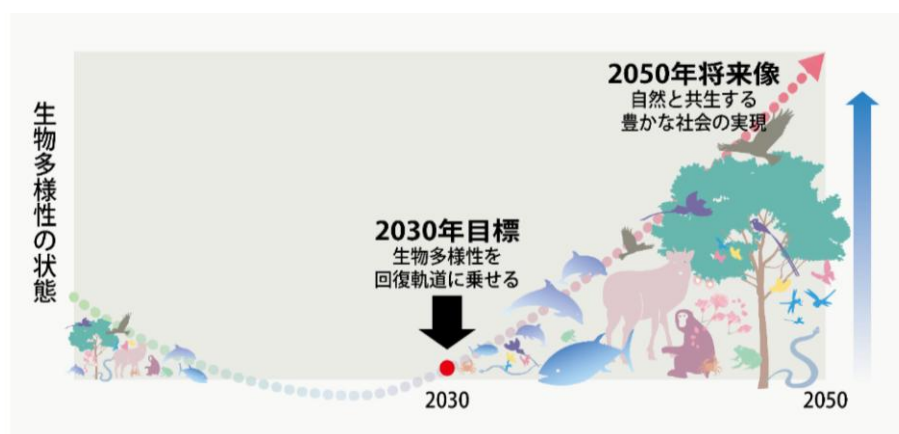 生物多様性の状態
2050年将来像
自然と共生する
豊かな社会の実現
2030年目標
生物多様性を
回復軌道に乗せる
2030
2050